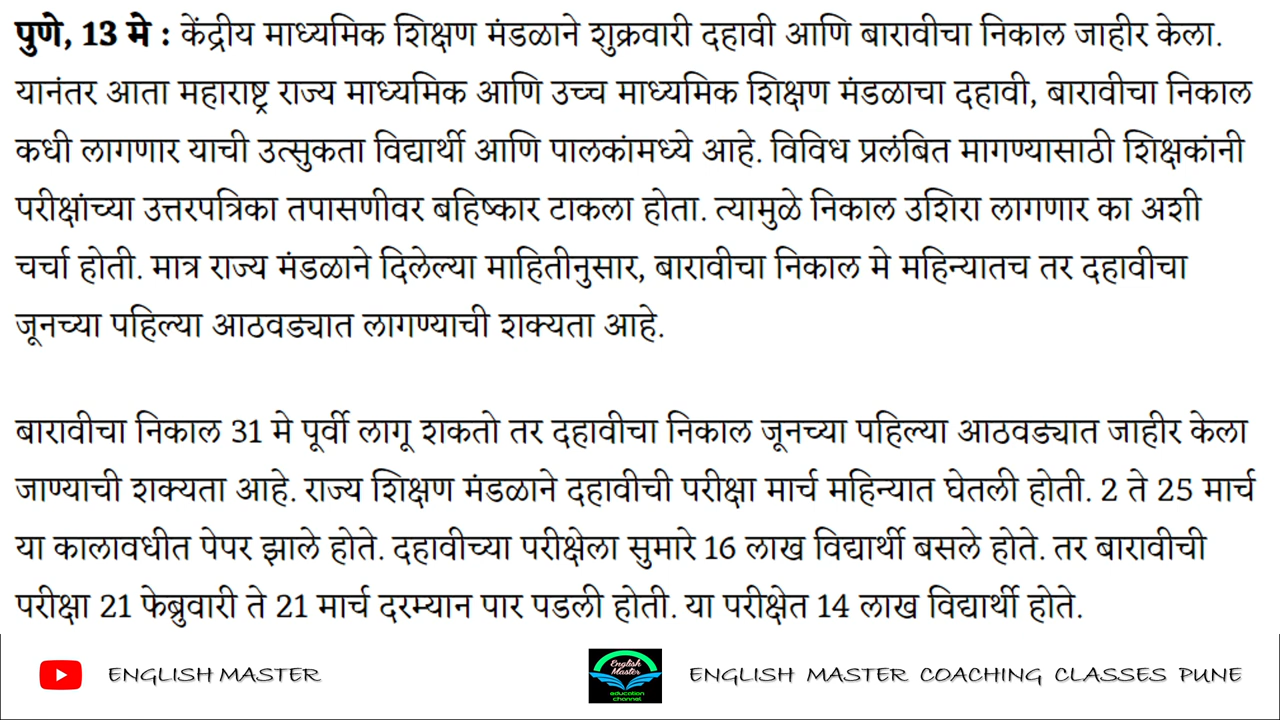 पुणे, 13 मे : केंद्रीय माध्यमिक शिक्षण मंडळाने शुक्रवारी दहावी आणि बारावीचा निकाल जाहीर केला.
यानंतर आता महाराष्ट्र राज्य माध्यमिक आणि उच्च माध्यमिक शिक्षण मंडळाचा दहावी, बारावीचा निकाल
कधी लागणार याची उत्सुकता विद्यार्थी आणि पालकांमध्ये आहे. विविध प्रलंबित मागण्यासाठी शिक्षकांनी
परीक्षांच्या उत्तरपत्रिका तपासणीवर बहिष्कार टाकला होता. त्यामुळे निकाल उशिरा लागणार का अशी
चर्चा होती. मात्र राज्य मंडळाने दिलेल्या माहितीनुसार, बारावीचा निकाल मे महिन्यातच तर दहावीचा
जूनच्या पहिल्या आठवड्यात लागण्याची शक्यता आहे.
बारावीचा निकाल 31 मे पूर्वी लागू शकतो तर दहावीचा निकाल जूनच्या पहिल्या आठवड्यात जाहीर केला
जाण्याची शक्यता आहे. राज्य शिक्षण मंडळाने दहावीची परीक्षा मार्च महिन्यात घेतली होती. 2 ते 25 मार्च
या कालावधीत पेपर झाले होते. दहावीच्या परीक्षेला सुमारे 16 लाख विद्यार्थी बसले होते. तर बारावीची
परीक्षा 21 फेब्रुवारी ते 21 मार्च दरम्यान पार पडली होती. या परीक्षेत 14 लाख विद्यार्थी होते.
ENGLISH MASTER
English
Master
education
channel
ENGLISH MASTER COACHING CLASSES PUNE